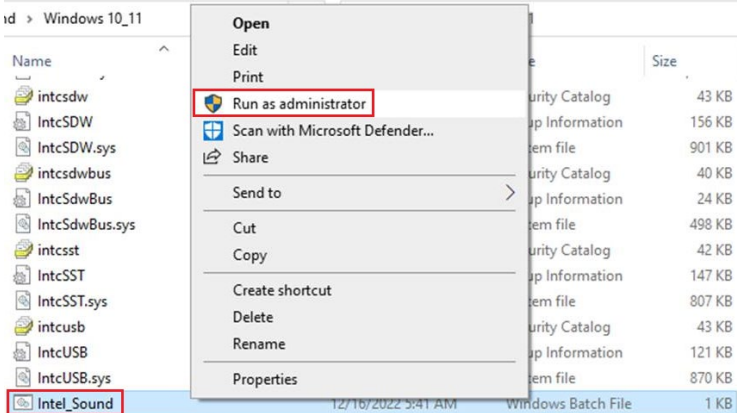 nd > Windows 10_11
Name Size
intcsdw urity Catalog 43 KB
IntcSDW up Information 156 KB
IntcSDW.sys tem file 901 KB
intcsdwbus urity Catalog 40 KB
IntcSdwBus up Information 24 KB
IntcSdwBus.sys tem file 498 KB
intcsst urity Catalog 42 KB
IntcSST up Information 147 KB
IntcSST.sys tem file 807 KB
intcusb urity Catalog 43 KB
IntcUSB up Information 121 KB
IntcUSB.sys tem file 870 KB
Intel_Sound 12/16/2022 5:41 AM Windows Batch File 1 KB
Open
Edit
Print
Run as administrator
Scan with Microsoft Defender...
Share
Send to
Cut
Copy
Create shortcut
Delete
Rename
Properties